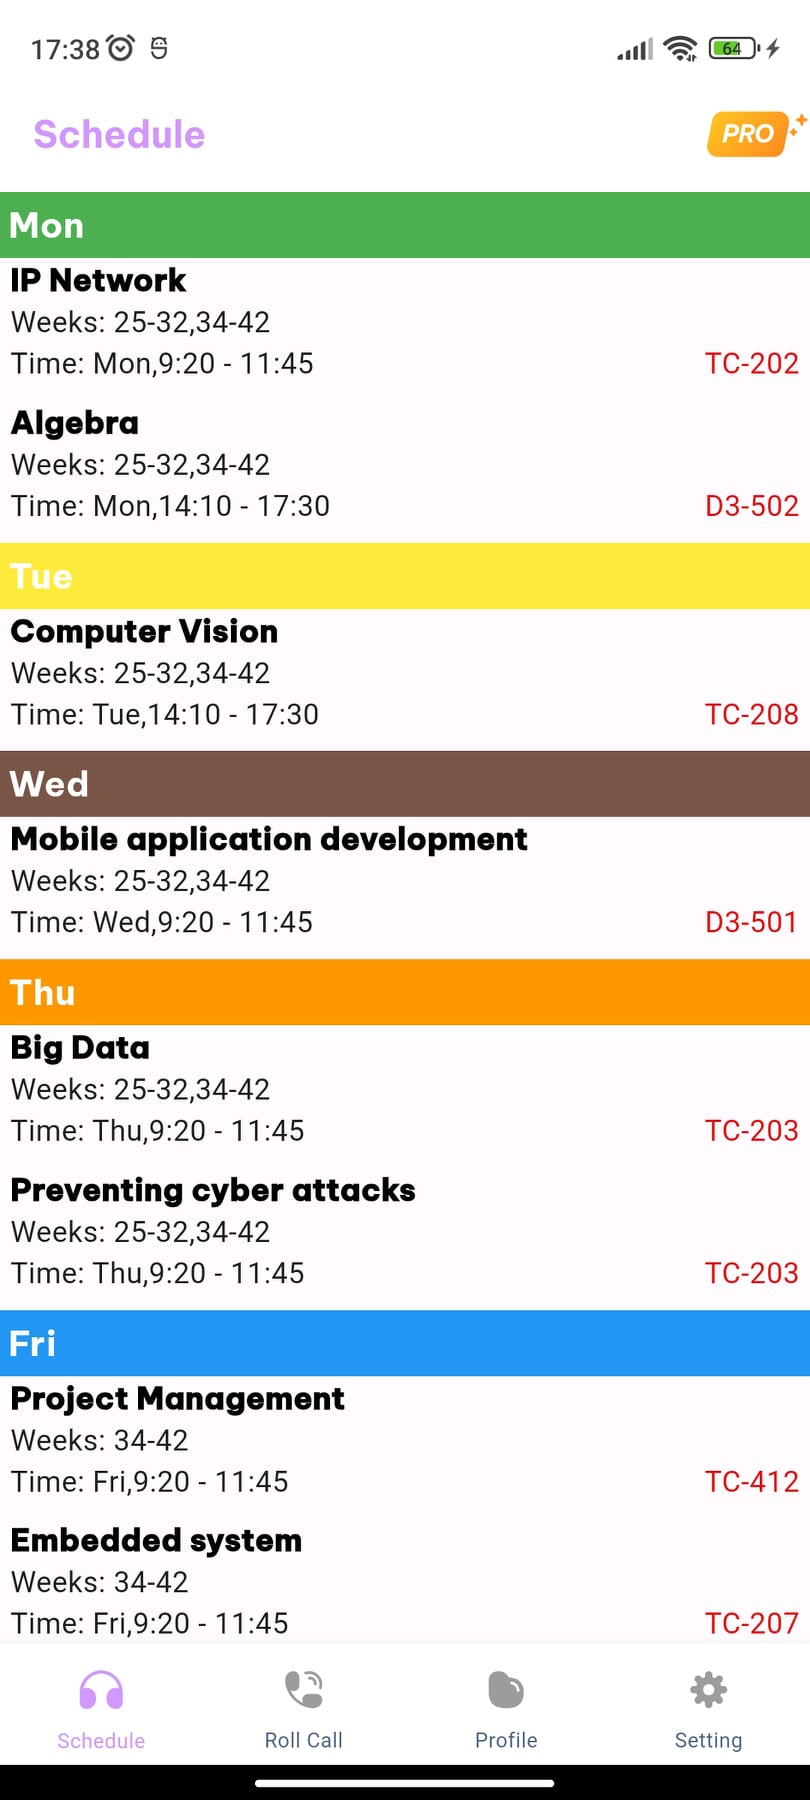 17:38
64
Schedule
PRO
Mon
IP Network
Weeks: 25-32,34-42
Time: Mon,9:20 - 11:45 TC-202
Algebra
Weeks: 25-32,34-42
Time: Mon,14:10 - 17:30 D3-502
Tue
Computer Vision
Weeks: 25-32,34-42
Time: Tue,14:10 - 17:30 TC-208
Wed
Mobile application development
Weeks: 25-32,34-42
Time: Wed,9:20 - 11:45 D3-501
Thu
Big Data
Weeks: 25-32,34-42
Time: Thu,9:20 - 11:45 TC-203
Preventing cyber attacks
Weeks: 25-32,34-42
Time: Thu,9:20 - 11:45 TC-203
Fri
Project Management
Weeks: 34-42
Time: Fri,9:20 - 11:45 TC-412
Embedded system
Weeks: 34-42
Time: Fri,9:20 - 11:45 TC-207
Schedule Roll Call Profile Setting